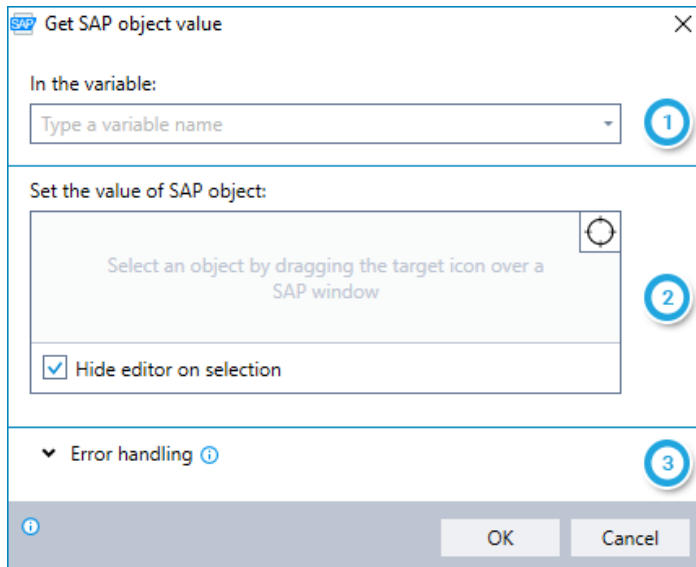 SAP Get SAP object value
In the variable:
Type a variable name
1
Set the value of SAP object:
Select an object by dragging the target icon over a
SAP window
2
Hide editor on selection
Error handling
3
OK Cancel